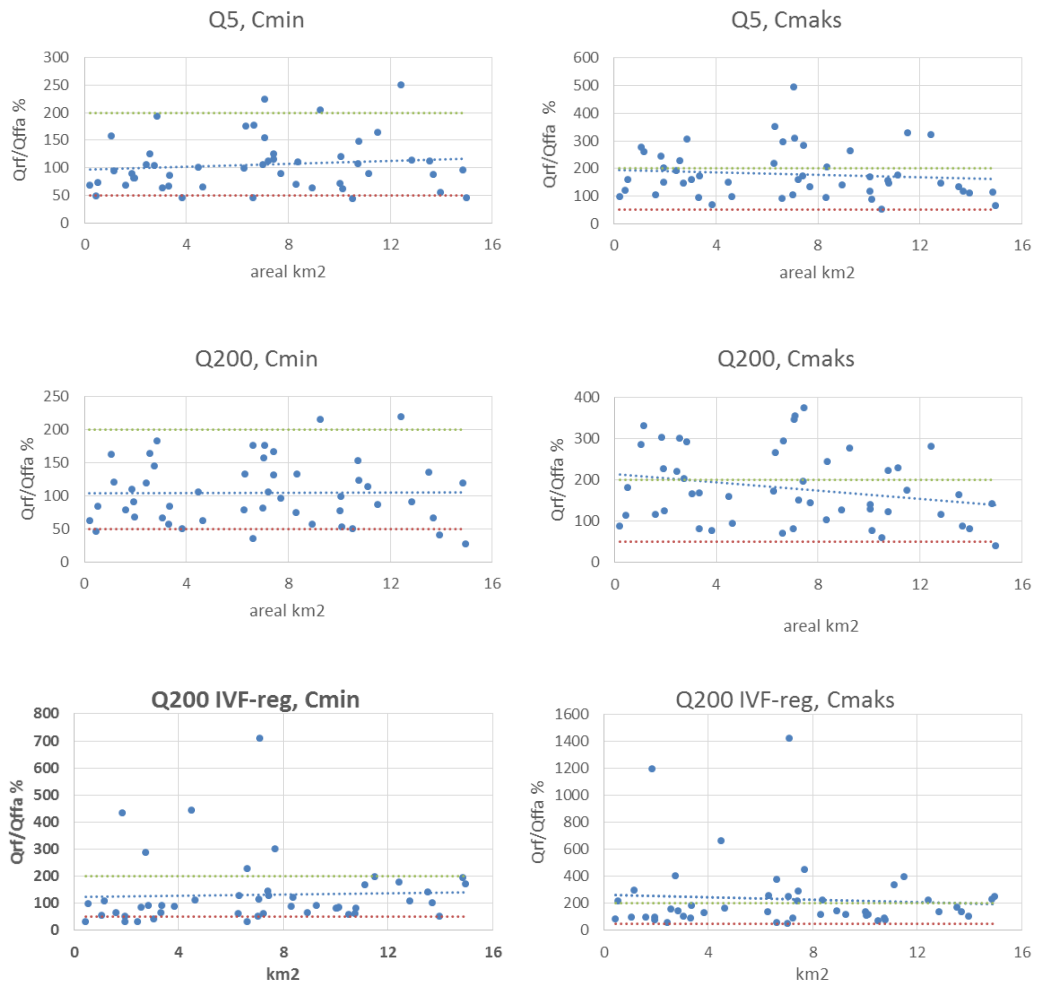 Q5, Cmin
Qrf/Qffa %
300
250
200
150
100
50
0
0 4 8 12 16
areal km2
Q5, Cmaks
Qrf/Qffa %
600
500
400
300
200
100
0
0 4 8 12 16
areal km2
Q200, Cmin
Qrf/Qffa %
250
200
150
100
50
0
0 4 8 12 16
areal km2
Q200, Cmaks
Qrf/Qffa %
400
300
200
100
0
0 4 8 12 16
areal km2
Q200 IVF-reg, Cmin
Qrf/Qffa %
800
700
600
500
400
300
200
100
0
0 4 8 12 16
km2
Q200 IVF-reg, Cmaks
Qrf/Qffa %
1600
1400
1200
1000
800
600
400
200
0
0 4 8 12 16
km2